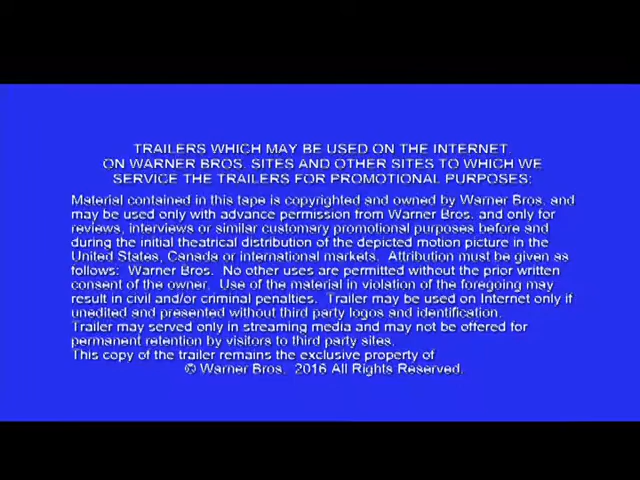 TRAILERS WHICH MAY BE USED ON THE INTERNET
ON WARNER BROS. SITES AND OTHER SITES TO WHICH WE
SERVICE THE TRAILERS FOR PROMOTIONAL PURPOSES:
Material contained in this tape is copyrighted and owned by Warner Bros. and
may be used only with advance permission from Warner Bros. and only for
reviews, interviews or similar customary promotional purposes before and
during the initial theatrical distribution of the depicted motion picture in the
United States, Canada or international markets. Attribution must be given as
follows: Warner Bros. No other uses are permitted without the prior written
consent of the owner. Use of the material in violation of the foregoing may
result in civil and/or criminal penalties. Trailer may be used on Internet only if
unedited and presented without third party logos and identification.
Trailer may served only in streaming media and may not be offered for
permanent retention by visitors to third party sites.
This copy of the trailer remains the exclusive property of
© Warner Bros. 2016 All Rights Reserved.